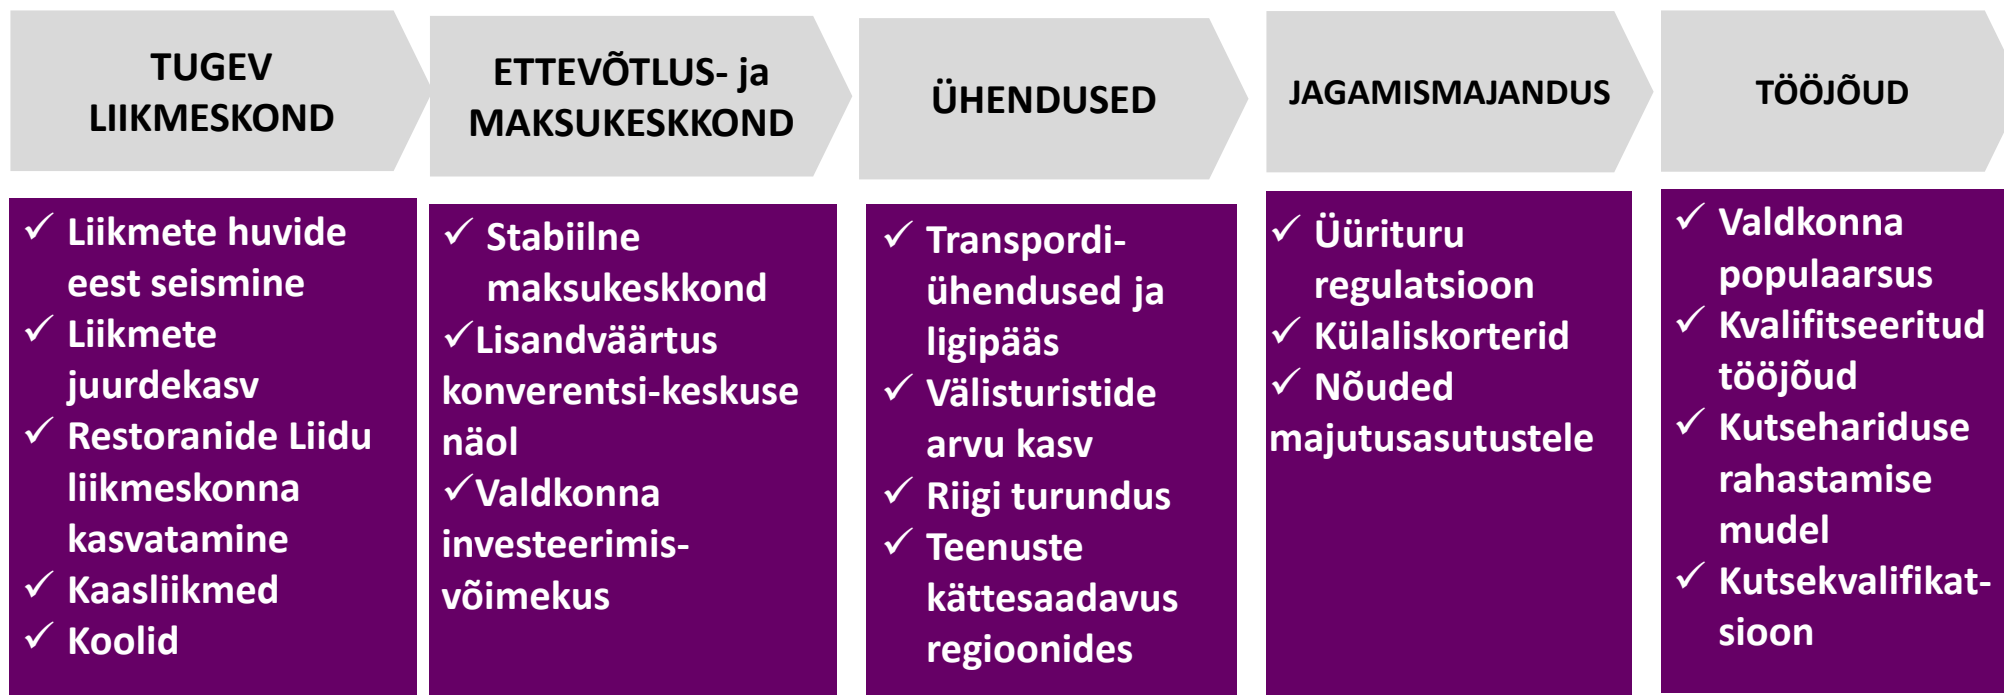 TUGEV
LIIKMESKOND
✓ Liikmete huvide
eest seismine
✓ Liikmete
juurdekasv
✓ Restoranide Liidu
liikmeskonna
kasvatamine
✓ Kaasliikmed
✓ Koolid
ETTEVÕTLUS- ja
MAKSUKESKKOND
✓ Stabiilne
maksukeskkond
✓Lisandväärtus
konverentsi-keskuse
näol
✓Valdkonna
investeerimis-
võimekus
ÜHENDUSED
✓ Transpordi-
ühendused ja
ligipääs
✓ Välisturistide
arvu kasv
✓ Riigi turundus
✓ Teenuste
kättesaadavus
regioonides
JAGAMISMAJANDUS
✓ Üürituru
regulatsioon
✓ Külaliskorterid
✓ Nõuded
majutusasutustele
TÖÖJÕUD
✓ Valdkonna
populaarsus
✓ Kvalifitseeritud
tööjõud
✓ Kutsehariduse
rahastamise
mudel
✓ Kutsekvalifikat-
sioon